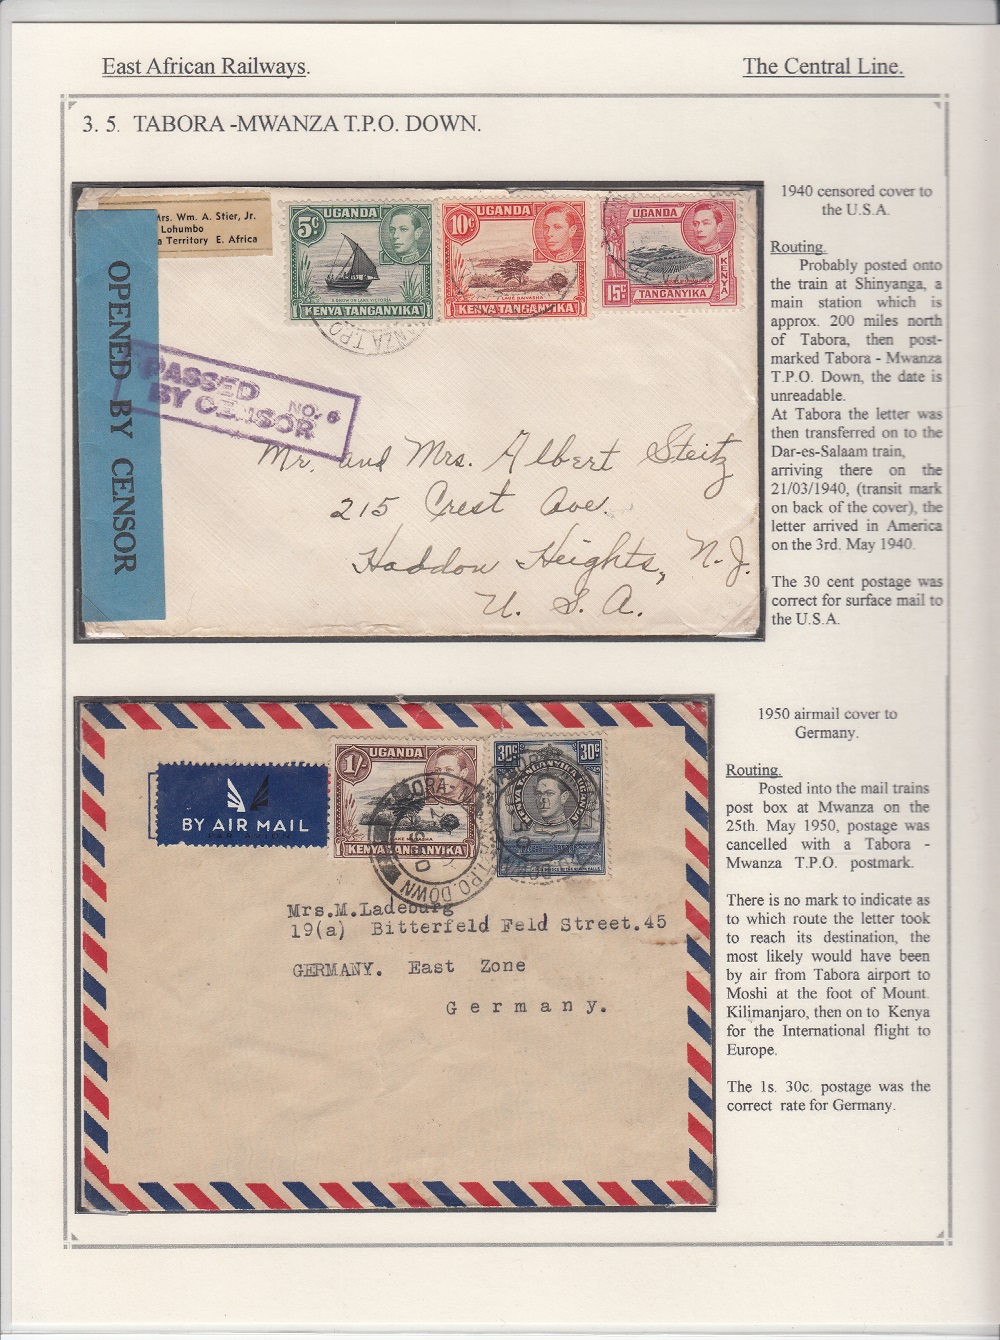 East African Railways.
The Central Line.
3. 5. TABORA -MWANZA T.P.O. DOWN.
Mrs. Wm. A. Stier, Jr.
Lohumbo
Territory E. Africa
OPENED BY CENSOR
PASSED
BY CENSOR NO. 6
UGANDA
5c
KENYA TANGANYIKA
UGANDA
10c
LAKE NAIVASHA
KENYA TANGANYIKA
UGANDA
KENYA
15c
TANGANYIKA
NZA T.P.O
Mr. and Mrs. Albert Steitz
215 Crest Ave.
Haddon Heights, N.J.
U. S. A.
1940 censored cover to
the U.S.A.
Routing.
Probably posted onto
the train at Shinyanga, a
main station which is
approx. 200 miles north
of Tabora, then post-
marked Tabora - Mwanza
T.P.O. Down, the date is
unreadable.
At Tabora the letter was
then transferred on to the
Dar-es-Salaam train,
arriving there on the
21/03/1940, (transit mark
on back of the cover), the
letter arrived in America
on the 3rd. May 1940.
The 30 cent postage was
correct for surface mail to
the U.S.A.
BY AIR MAIL
PAR AVION
UGANDA
1/-
LAKE NAIVASHA
KENYA TANGANYIKA
30c 30c
KENYA TANGANYIKA UGANDA
T.P.O. DOWN
Mrs.M.Ladeburg
19(a) Bitterfeld Feld Street.45
GERMANY. East Zone
Germany.
1950 airmail cover to
Germany.
Routing.
Posted into the mail trains
post box at Mwanza on the
25th. May 1950, postage was
cancelled with a Tabora -
Mwanza T.P.O. postmark.
There is no mark to indicate as
to which route the letter took
to reach its destination, the
most likely would have been
by air from Tabora airport to
Moshi at the foot of Mount
Kilimanjaro, then on to Kenya
for the International flight to
Europe.
The 1s. 30c. postage was the
correct rate for Germany.